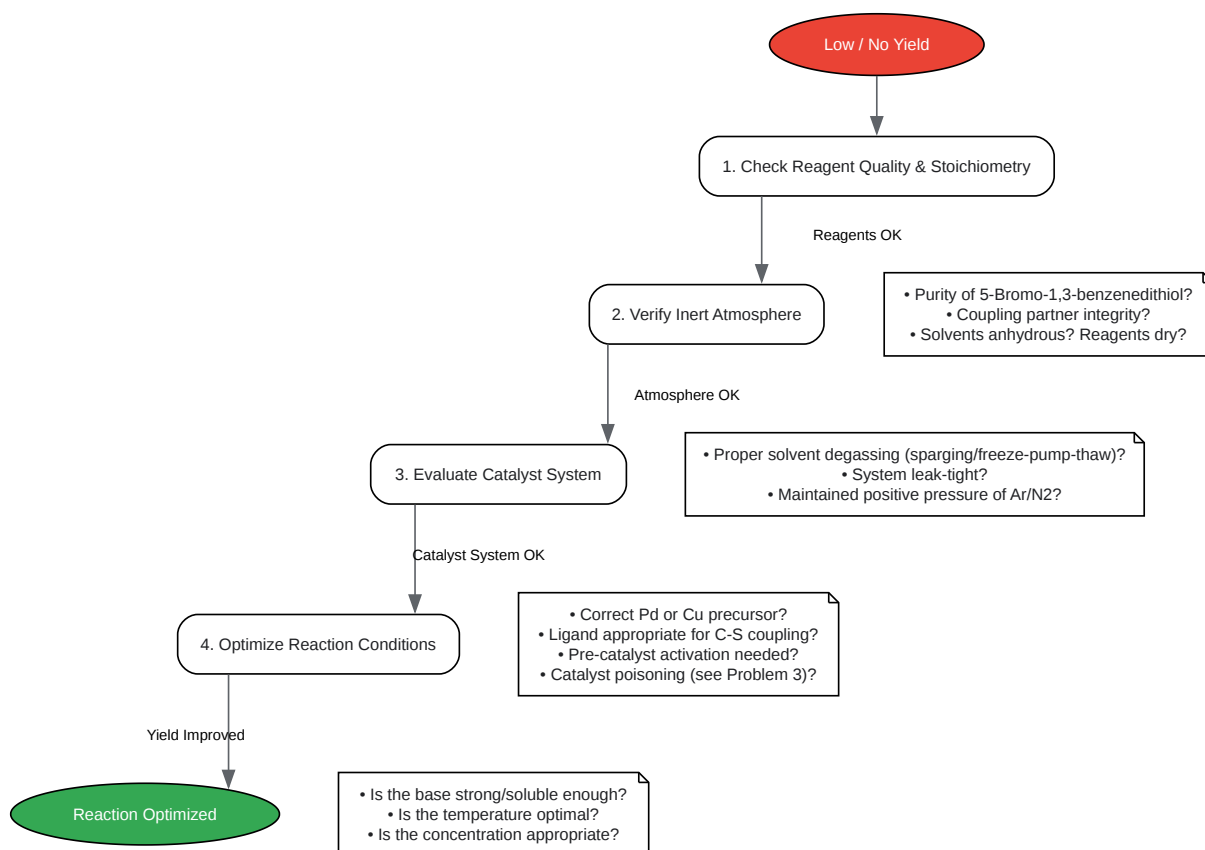 Low / No Yield
1. Check Reagent Quality & Stoichiometry
Reagents OK
• Purity of 5-Bromo-1,3-benzenedithiol?
• Coupling partner integrity?
• Solvents anhydrous? Reagents dry?
2. Verify Inert Atmosphere
Atmosphere OK
• Proper solvent degassing (sparging/freeze-pump-thaw)?
• System leak-tight?
• Maintained positive pressure of Ar/N2?
3. Evaluate Catalyst System
Catalyst System OK
• Correct Pd or Cu precursor?
• Ligand appropriate for C-S coupling?
• Pre-catalyst activation needed?
• Catalyst poisoning (see Problem 3)?
4. Optimize Reaction Conditions
Yield Improved
• Is the base strong/soluble enough?
• Is the temperature optimal?
• Is the concentration appropriate?
Reaction Optimized